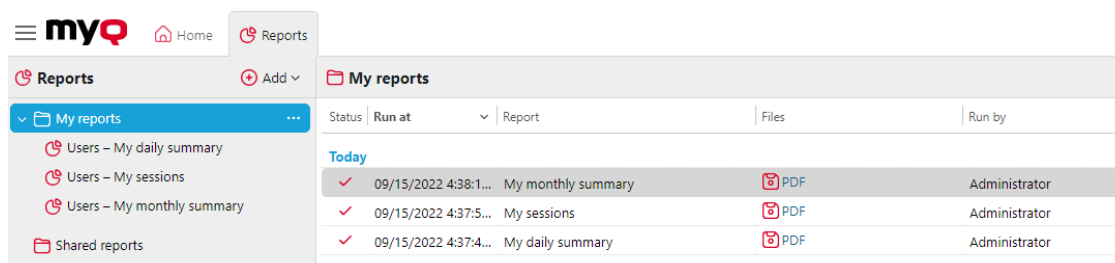 myQ Home Reports
Reports Add My reports
My reports ... Status Run at Report Files Run by
Users – My daily summary
Today
Users – My sessions
09/15/2022 4:38:1... My monthly summary PDF Administrator
Users – My monthly summary
09/15/2022 4:37:5... My sessions PDF Administrator
Shared reports
09/15/2022 4:37:4... My daily summary PDF Administrator